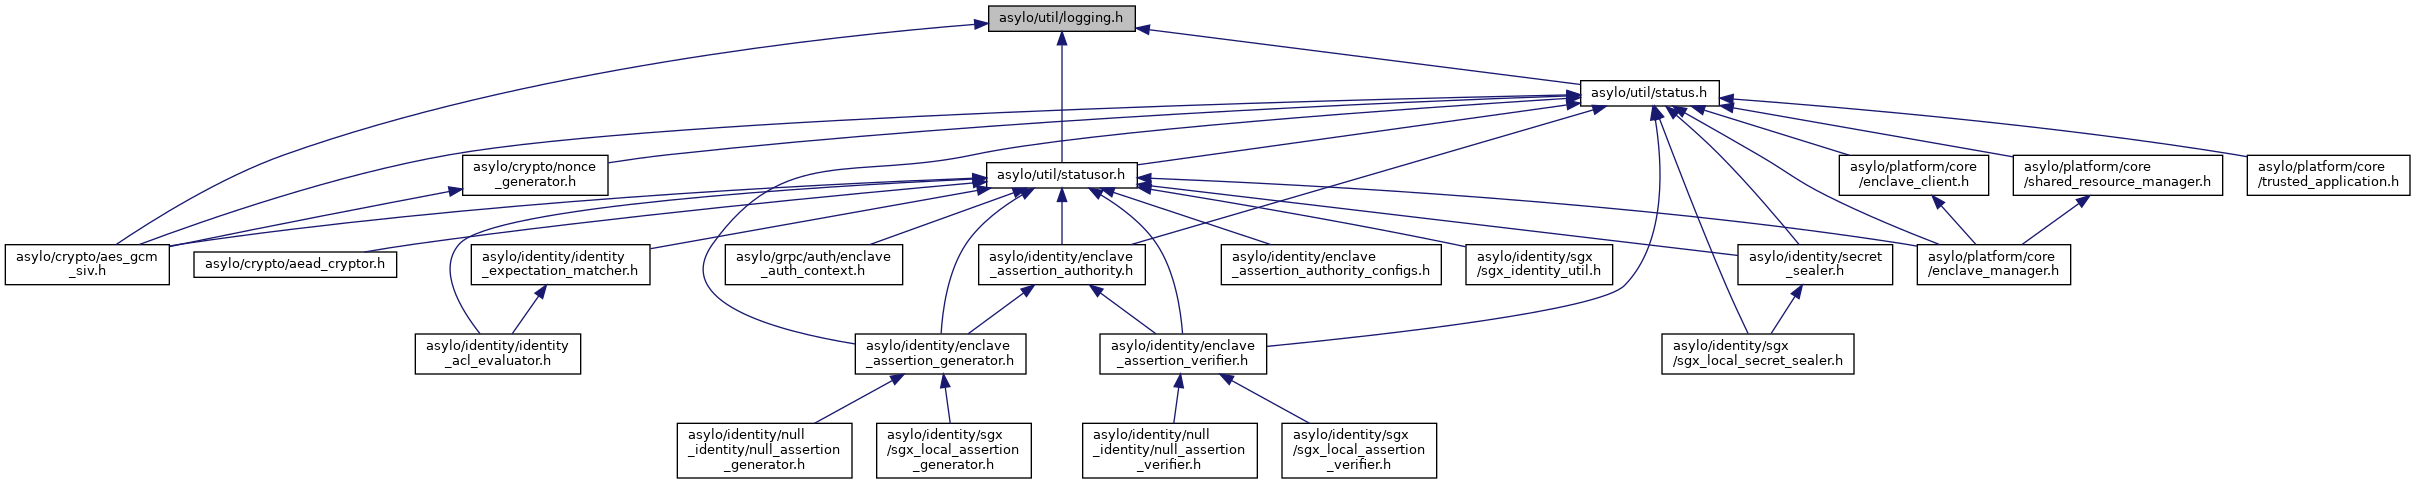 asylo/util/logging.h
asylo/util/status.h
asylo/crypto/nonce
_generator.h
asylo/util/statusor.h
asylo/platform/core
/enclave_client.h
asylo/platform/core
/shared_resource_manager.h
asylo/platform/core
/trusted_application.h
asylo/crypto/aes_gcm
_siv.h
asylo/crypto/aead_cryptor.h
asylo/identity/identity
_expectation_matcher.h
asylo/grpc/auth/enclave
_auth_context.h
asylo/identity/enclave
_assertion_authority.h
asylo/identity/enclave
_assertion_authority_configs.h
asylo/identity/sgx
/sgx_identity_util.h
asylo/identity/secret
_sealer.h
asylo/platform/core
/enclave_manager.h
asylo/identity/identity
_acl_evaluator.h
asylo/identity/enclave
_assertion_generator.h
asylo/identity/enclave
_assertion_verifier.h
asylo/identity/sgx
/sgx_local_secret_sealer.h
asylo/identity/null
_identity/null_assertion
_generator.h
asylo/identity/sgx
/sgx_local_assertion
_generator.h
asylo/identity/null
_identity/null_assertion
_verifier.h
asylo/identity/sgx
/sgx_local_assertion
_verifier.h